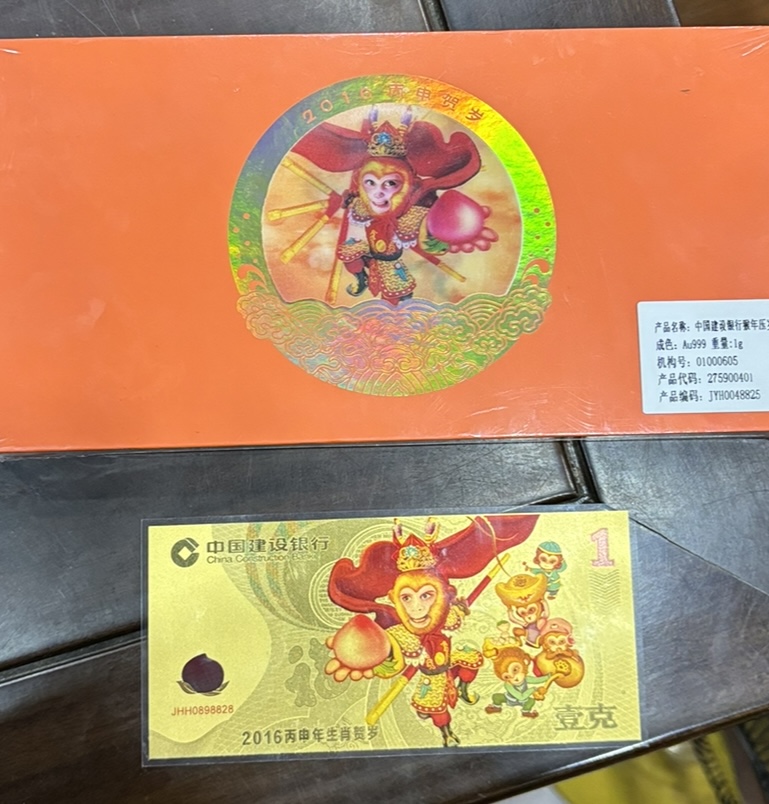 2016丙申贺岁
产品名称: 中国建设银行猴年压岁
成色: Au999 重量:1g
机构号: 01000605
产品代码: 275900401
产品编码: JYH0048825
中国建设银行
China Construction Bank
1
福
JHH0898828
2016丙申年生肖贺岁
壹克